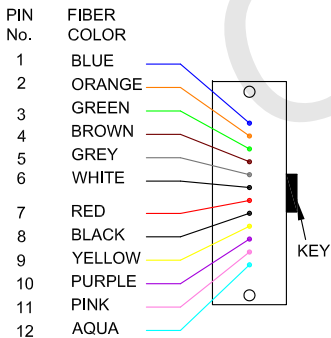 PIN FIBER
No. COLOR
1 BLUE
2 ORANGE
3 GREEN
4 BROWN
5 GREY
6 WHITE
7 RED
8 BLACK
9 YELLOW
10 PURPLE
11 PINK
12 AQUA
KEY